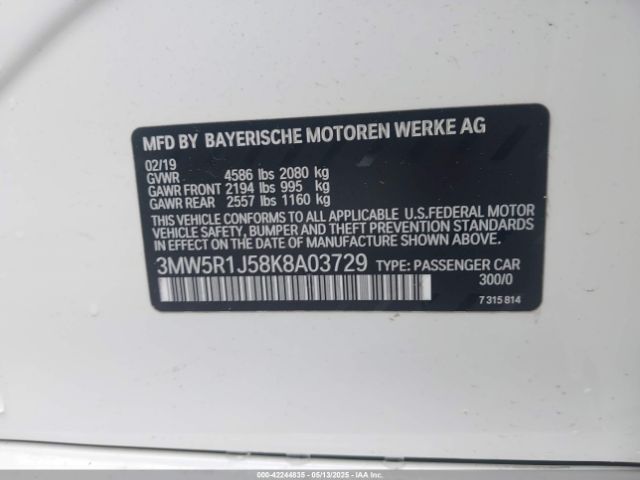 MFD BY BAYERISCHE MOTOREN WERKE AG
02/19
GVWR 4586 lbs 2080 kg
GAWR FRONT 2194 lbs 995 kg
GAWR REAR 2557 lbs 1160 kg
THIS VEHICLE CONFORMS TO ALL APPLICABLE U.S.FEDERAL MOTOR
VEHICLE SAFETY, BUMPER AND THEFT PREVENTION STANDARDS
IN EFFECT ON THE DATE OF MANUFACTURE SHOWN ABOVE.
3MW5R1J58K8A03729 TYPE: PASSENGER CAR
300/0
7 315 814
000-42244835 - 05/13/2025 - IAAI.COM